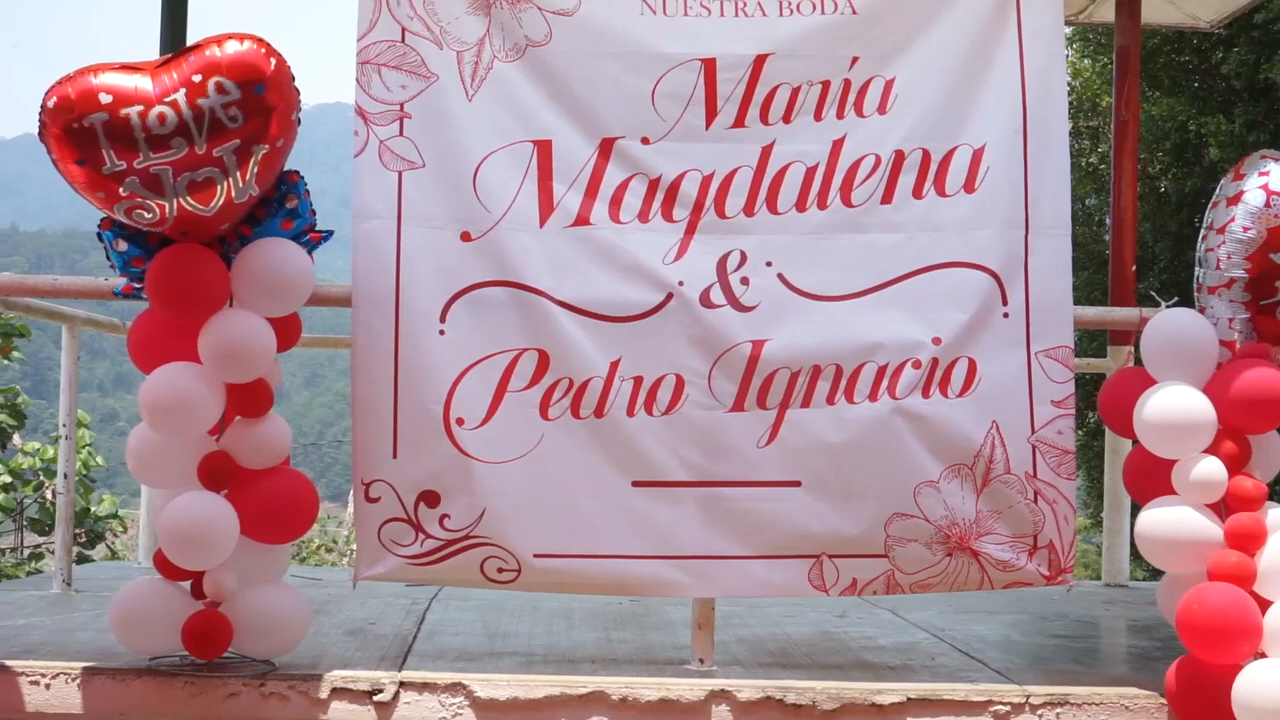 NUESTRA BODA
María
Magdalena
&
Pedro Ignacio
I Love
You